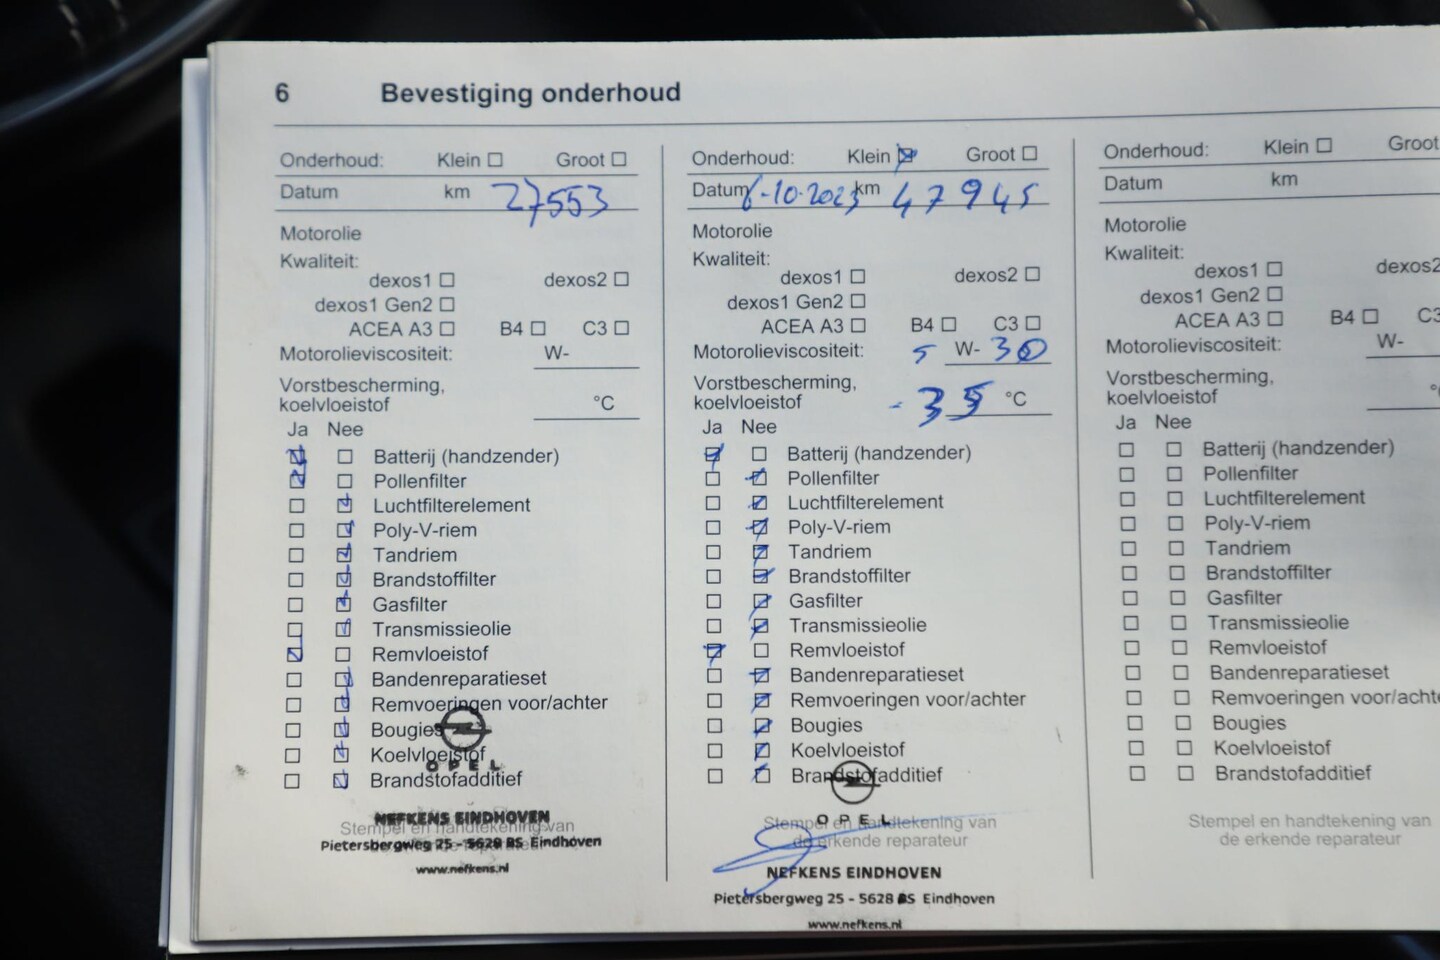 6 Bevestiging onderhoud
Onderhoud: Klein Groot
Datum km 27553
Motorolie
Kwaliteit:
dexos1 dexos2
dexos1 Gen2
ACEA A3 B4 C3
Motorolieviscositeit: W-
Vorstbescherming,
koelvloeistof °C
Ja Nee
Batterij (handzender)
Pollenfilter
Luchtfilterelement
Poly-V-riem
Tandriem
Brandstoffilter
Gasfilter
Transmissieolie
Remvloeistof
Bandenreparatieset
Remvoeringen voor/achter
Bougies
Koelvloeistof
Brandstofadditief
OPEL
NEFKENS EINDHOVEN
Stempel en handtekening van
Pietersbergweg 25 - 5628 BS Eindhoven
www.nefkens.nl
Onderhoud: Klein Groot
Datum 6-10-2023 km 47945
Motorolie
Kwaliteit:
dexos1 dexos2
dexos1 Gen2
ACEA A3 B4 C3
Motorolieviscositeit: 5 W- 30
Vorstbescherming,
koelvloeistof -35 °C
Ja Nee
Batterij (handzender)
Pollenfilter
Luchtfilterelement
Poly-V-riem
Tandriem
Brandstoffilter
Gasfilter
Transmissieolie
Remvloeistof
Bandenreparatieset
Remvoeringen voor/achter
Bougies
Koelvloeistof
Brandstofadditief
OPEL
Stempel en handtekening van
de erkende reparateur
NEFKENS EINDHOVEN
Pietersbergweg 25 - 5628 BS Eindhoven
www.nefkens.nl
Onderhoud: Klein Groot
Datum km
Motorolie
Kwaliteit:
dexos1 dexos2
dexos1 Gen2
ACEA A3 B4 C3
Motorolieviscositeit: W-
Vorstbescherming,
koelvloeistof
Ja Nee
Batterij (handzender)
Pollenfilter
Luchtfilterelement
Poly-V-riem
Tandriem
Brandstoffilter
Gasfilter
Transmissieolie
Remvloeistof
Bandenreparatieset
Remvoeringen voor/achte
Bougies
Koelvloeistof
Brandstofadditief
Stempel en handtekening van
de erkende reparateur